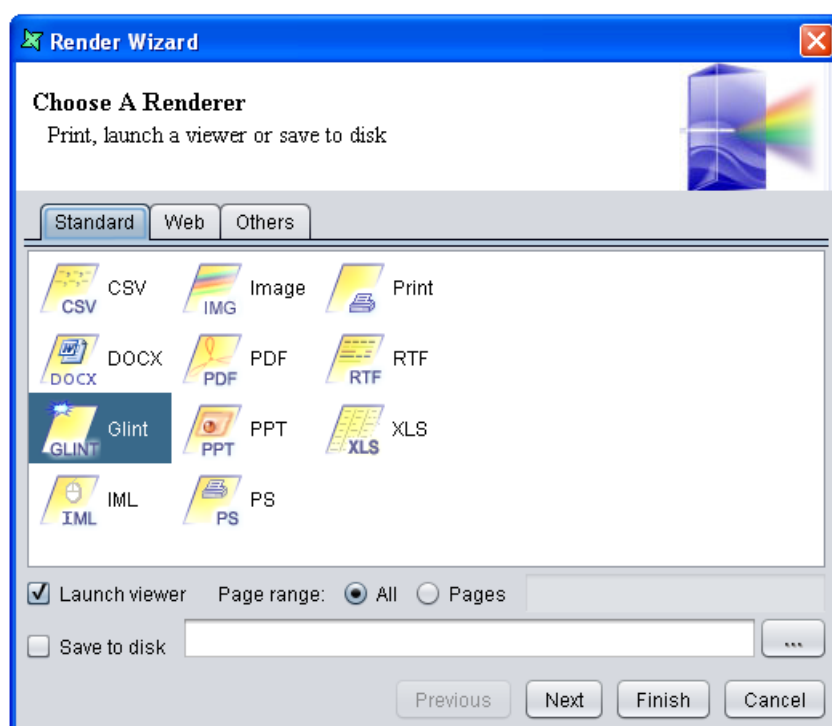 Render Wizard
Choose A Renderer
Print, launch a viewer or save to disk
Standard Web Others
CSV CSV IMG Image Print
DOCX DOCX PDF PDF RTF RTF
GLINT Glint PPT PPT XLS XLS
IML IML PS PS
Launch viewer Page range: All Pages
Save to disk ...
Previous Next Finish Cancel